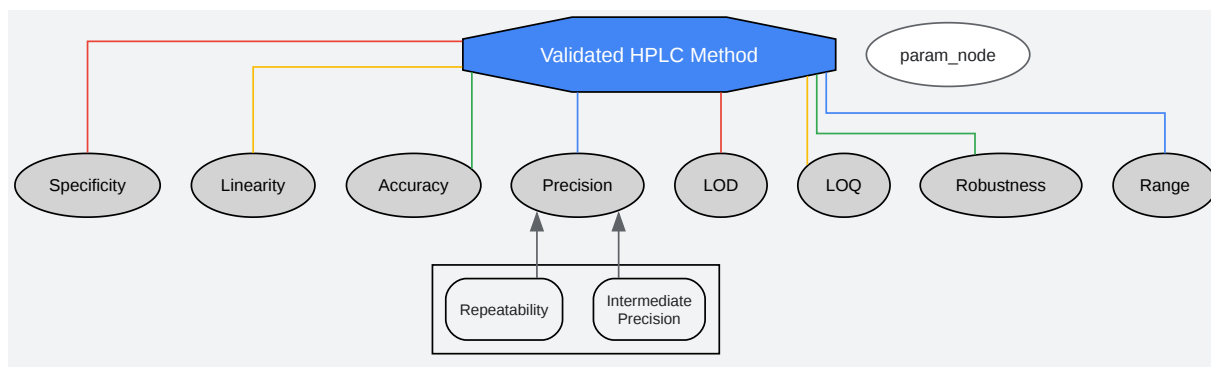 Validated HPLC Method
param_node
Specificity
Linearity
Accuracy
Precision
LOD
LOQ
Robustness
Range
Repeatability
Intermediate
Precision